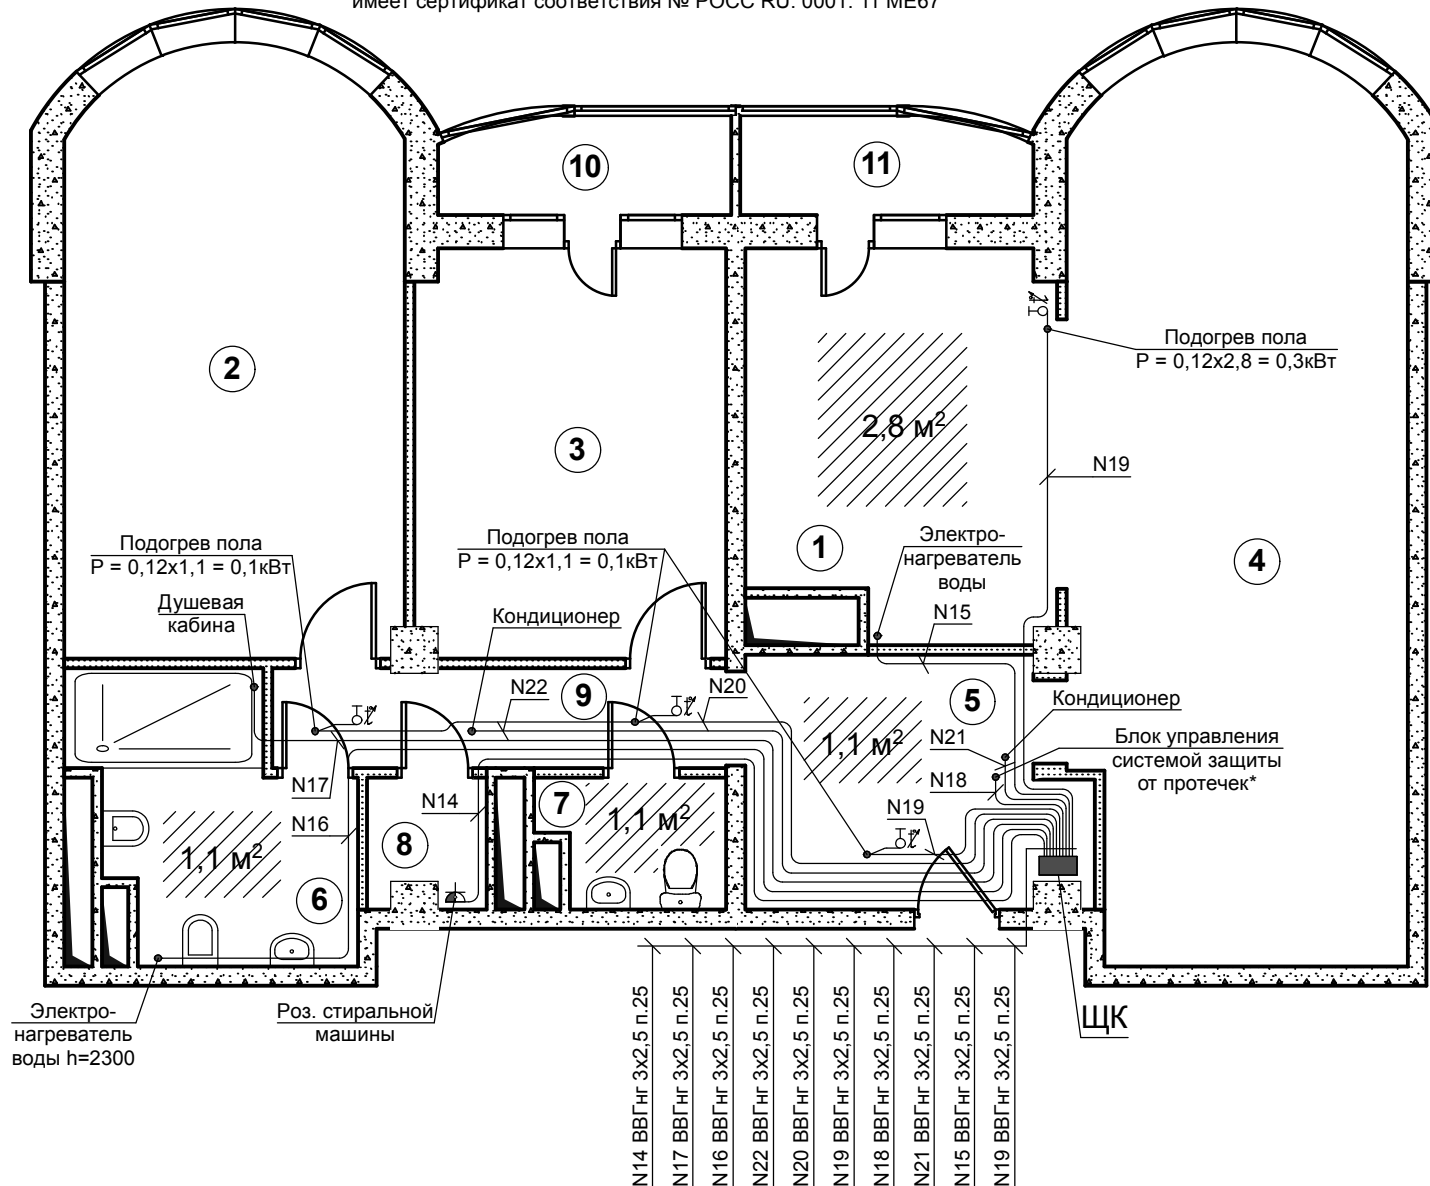 имеет сертификат соответствия № РОСС RU. 0001. 11 МЕ67
10
11
2
3
1
4
Подогрев пола
Р = 0,12х2,8 = 0,3кВт
2,8 м²
N19
Подогрев пола
Р = 0,12х1,1 = 0,1кВт
Подогрев пола
Р = 0,12х1,1 = 0,1кВт
Электро-
нагреватель
воды
Душевая
кабина
Кондиционер
N15
N22
9
N20
5
Кондиционер
1,1 м²
N21
Блок управления
системой защиты
от протечек*
N18
N17
N14
N16
7
1,1 м²
N19
8
1,1 м²
6
Электро-
нагреватель
воды h=2300
Роз. стиральной
машины
ЩК
N14 ВВГнг 3х2,5 п.25
N17 ВВГнг 3х2,5 п.25
N16 ВВГнг 3х2,5 п.25
N22 ВВГнг 3х2,5 п.25
N20 ВВГнг 3х2,5 п.25
N19 ВВГнг 3х2,5 п.25
N18 ВВГнг 3х2,5 п.25
N21 ВВГнг 3х2,5 п.25
N15 ВВГнг 3х2,5 п.25
N19 ВВГнг 3х2,5 п.25